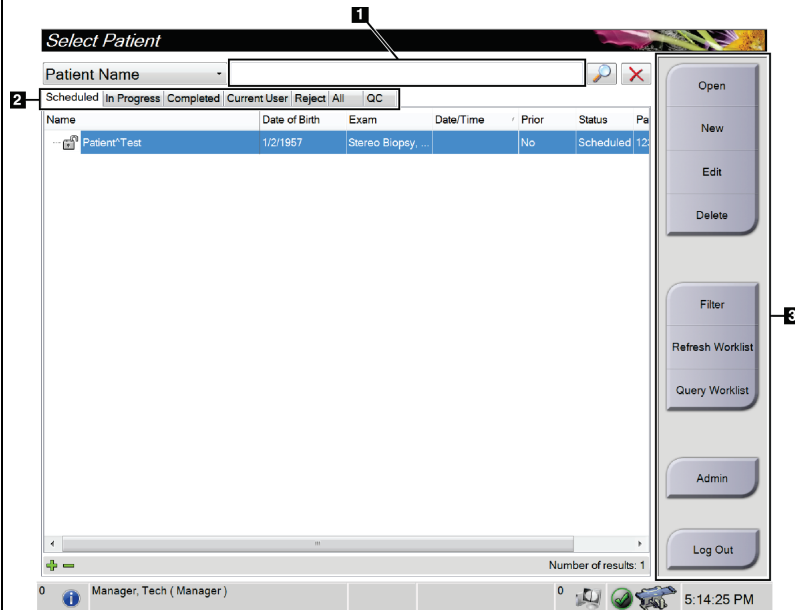 1
Select Patient
Patient Name
2
Scheduled In Progress Completed Current User Reject All QC
Name Date of Birth Exam Date/Time Prior Status Pa
Patient^Test 1/2/1957 Stereo Biopsy, ... No Scheduled 12
Open
New
Edit
Delete
Filter
3
Refresh Worklist
Query Worklist
Admin
Log Out
Number of results: 1
0 Manager, Tech ( Manager ) 0 5:14:25 PM